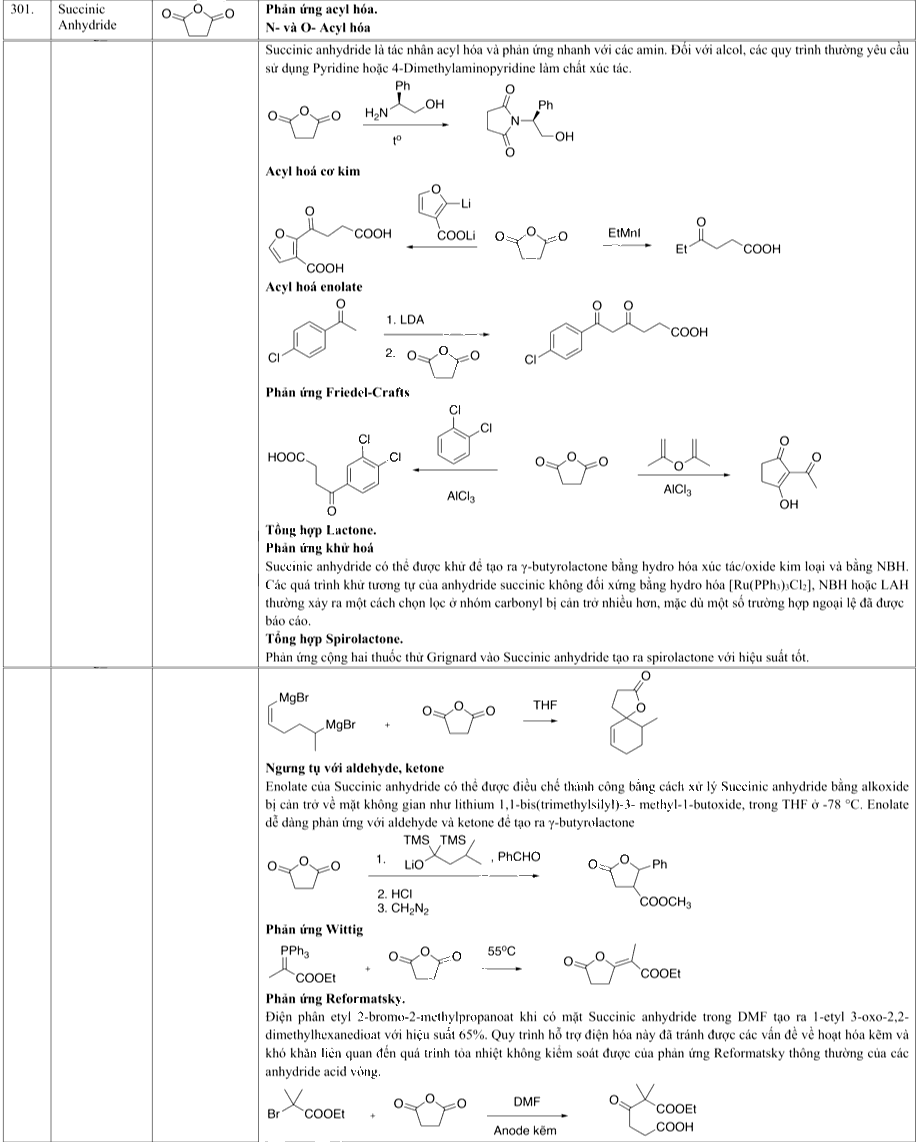 301. Succinic Anhydride
O O O
Phản ứng acyl hóa.
N- và O- Acyl hóa
Succinic anhydride là tác nhân acyl hóa và phản ứng nhanh với các amin. Đối với alcol, các quy trình thường yêu cầu
sử dụng Pyridine hoặc 4-Dimethylaminopyridine làm chất xúc tác.
O O O
H2N Ph OH
tº
O N O Ph OH
Acyl hoá cơ kim
O O COOH COOH
O Li COOLi
O O O
EtMnI
O Et COOH
Acyl hoá enolate
O Cl
1. LDA
2. O O O
O O Cl COOH
Phản ứng Friedel-Crafts
HOOC Cl Cl O
Cl Cl
AlCl3
O O O
O
AlCl3
O O OH
Tổng hợp Lactone.
Phản ứng khử hoá
Succinic anhydride có thể được khử để tạo ra γ-butyrolactone bằng hydro hóa xúc tác/oxide kim loại và bằng NBH.
Các quá trình khử tương tự của anhydride succinic không đối xứng bằng hydro hóa [Ru(PPh3)3Cl2], NBH hoặc LAH
thường xảy ra một cách chọn lọc ở nhóm carbonyl bị cản trở nhiều hơn, mặc dù một số trường hợp ngoại lệ đã được
báo cáo.
Tổng hợp Spirolactone.
Phản ứng cộng hai thuốc thử Grignard vào Succinic anhydride tạo ra spirolactone với hiệu suất tốt.
MgBr
MgBr
+
O O O
THF
O O
Ngưng tụ với aldehyde, ketone
Enolate của Succinic anhydride có thể được điều chế thành công bằng cách xử lý Succinic anhydride bằng alkoxide
bị cản trở về mặt không gian như lithium 1,1-bis(trimethylsilyl)-3- methyl-1-butoxide, trong THF ở -78 °C. Enolate
dễ dàng phản ứng với aldehyde và ketone để tạo ra γ-butyrolactone
O O O
1. TMS TMS LiO , PhCHO
2. HCl
3. CH2N2
O O Ph COOCH3
Phản ứng Wittig
PPh3 COOEt
+
O O O
55ºC
O O COOEt
Phản ứng Reformatsky.
Điện phân etyl 2-bromo-2-methylpropanoat khi có mặt Succinic anhydride trong DMF tạo ra 1-etyl 3-oxo-2,2-
dimethylhexanedioat với hiệu suất 65%. Quy trình hỗ trợ điện hóa này đã tránh được các vấn đề về hoạt hóa kẽm và
khó khăn liên quan đến quá trình tỏa nhiệt không kiểm soát được của phản ứng Reformatsky thông thường của các
anhydride acid vòng.
Br COOEt
+
O O O
DMF
Anode kẽm
O COOEt COOH